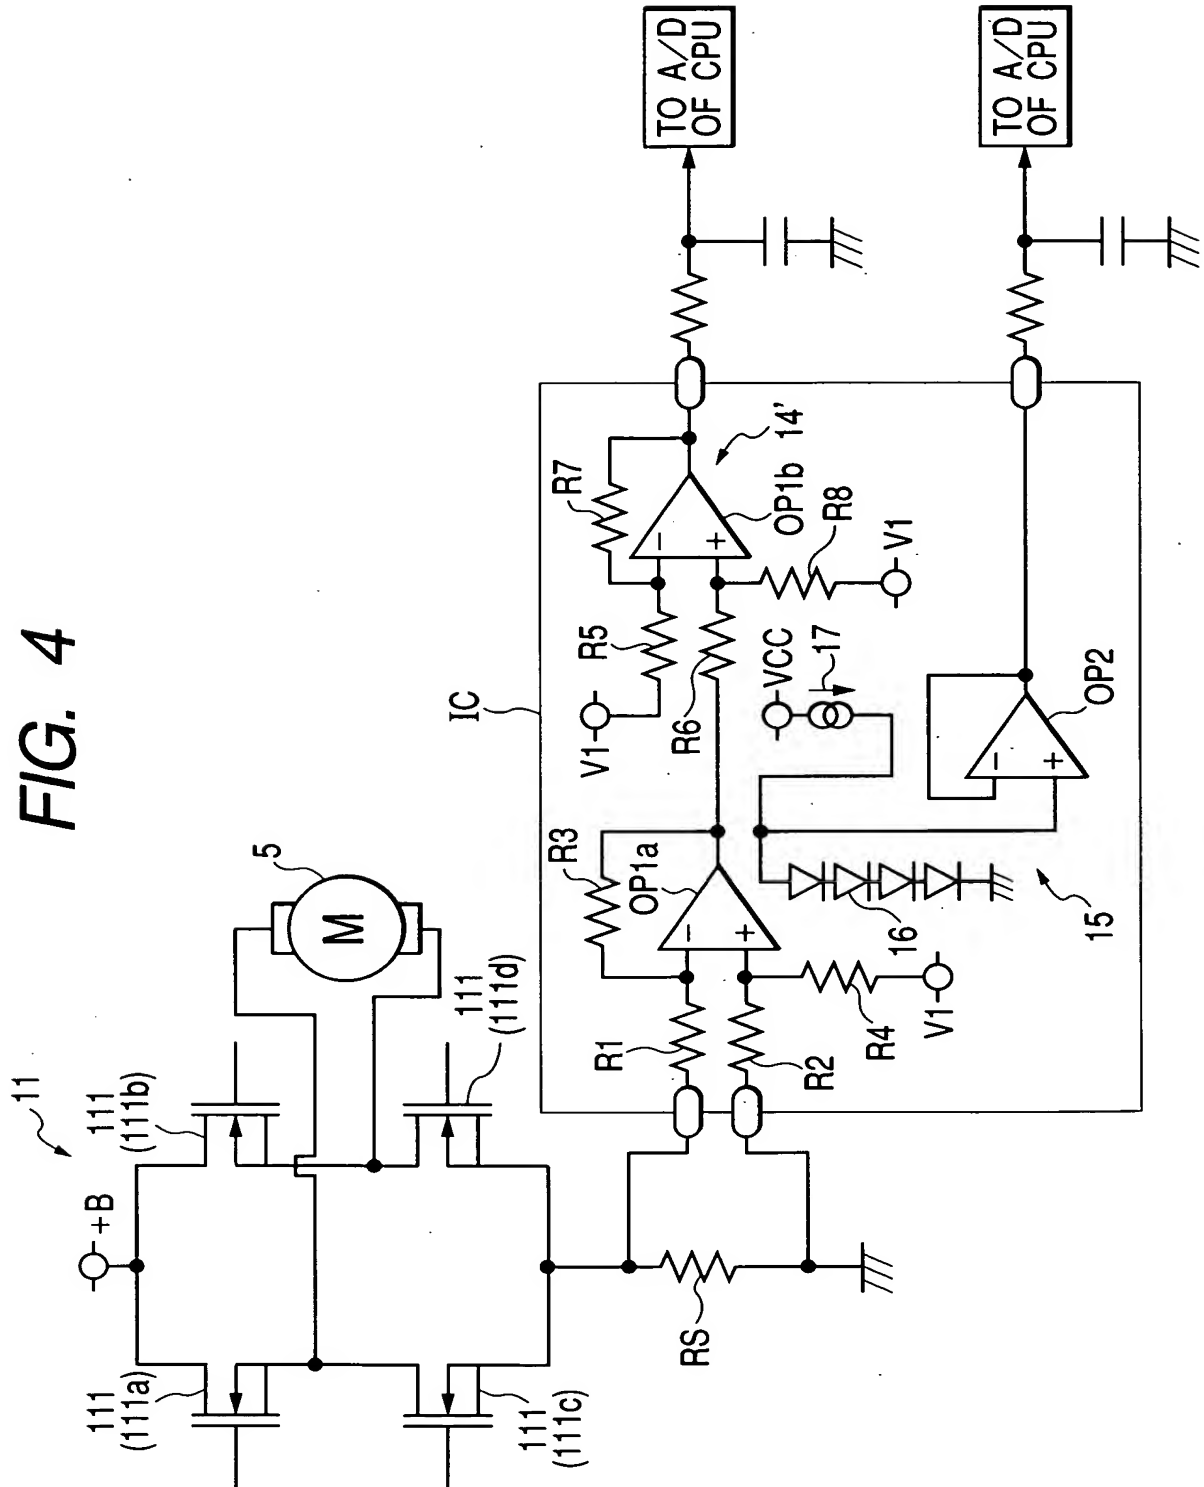 FIG. 4
11
+B
111
(111a)
111
(111b)
5
M
111
(111c)
111
(111d)
RS
IC
R1
R2
R3
OP1a
-
+
R4
V1
V1
R5
R6
R7
-
+
OP1b
14'
R8
V1
VCC
17
16
15
-
+
OP2
TO A/D
OF CPU
TO A/D
OF CPU